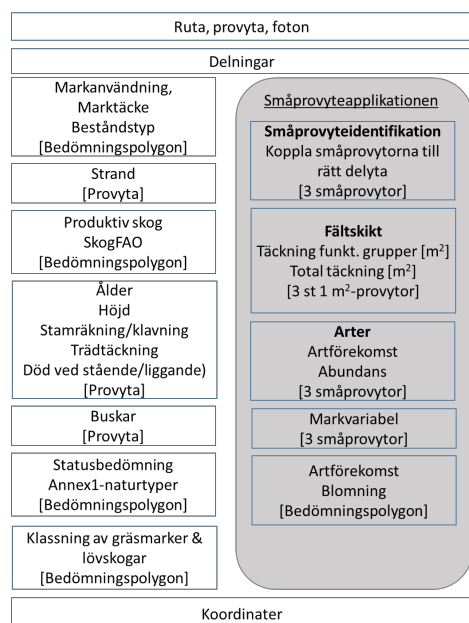 Ruta, provyta, foton
Delningar
Markanvändning,
Marktäcke
Beståndstyp
[Bedömningspolygon]
Strand
[Provyta]
Produktiv skog
SkogFAO
[Bedömningspolygon]
Ålder
Höjd
Stamräkning/klavning
Trädtäckning
Död ved stående/liggande)
[Provyta]
Buskar
[Provyta]
Statusbedömning
Annex1-naturtyper
[Bedömningspolygon]
Klassning av gräsmarker &
lövskogar
[Bedömningspolygon]
Småprovyteapplikationen
Småprovyteidentifikation
Koppla småprovytorna till
rätt delyta
[3 småprovytor]
Fältskikt
Täckning funkt. grupper [m²]
Total täckning [m²]
[3 st 1 m²-provytor]
Arter
Artförekomst
Abundans
[3 småprovytor]
Markvariabel
[3 småprovytor]
Artförekomst
Blomning
[Bedömningspolygon]
Koordinater